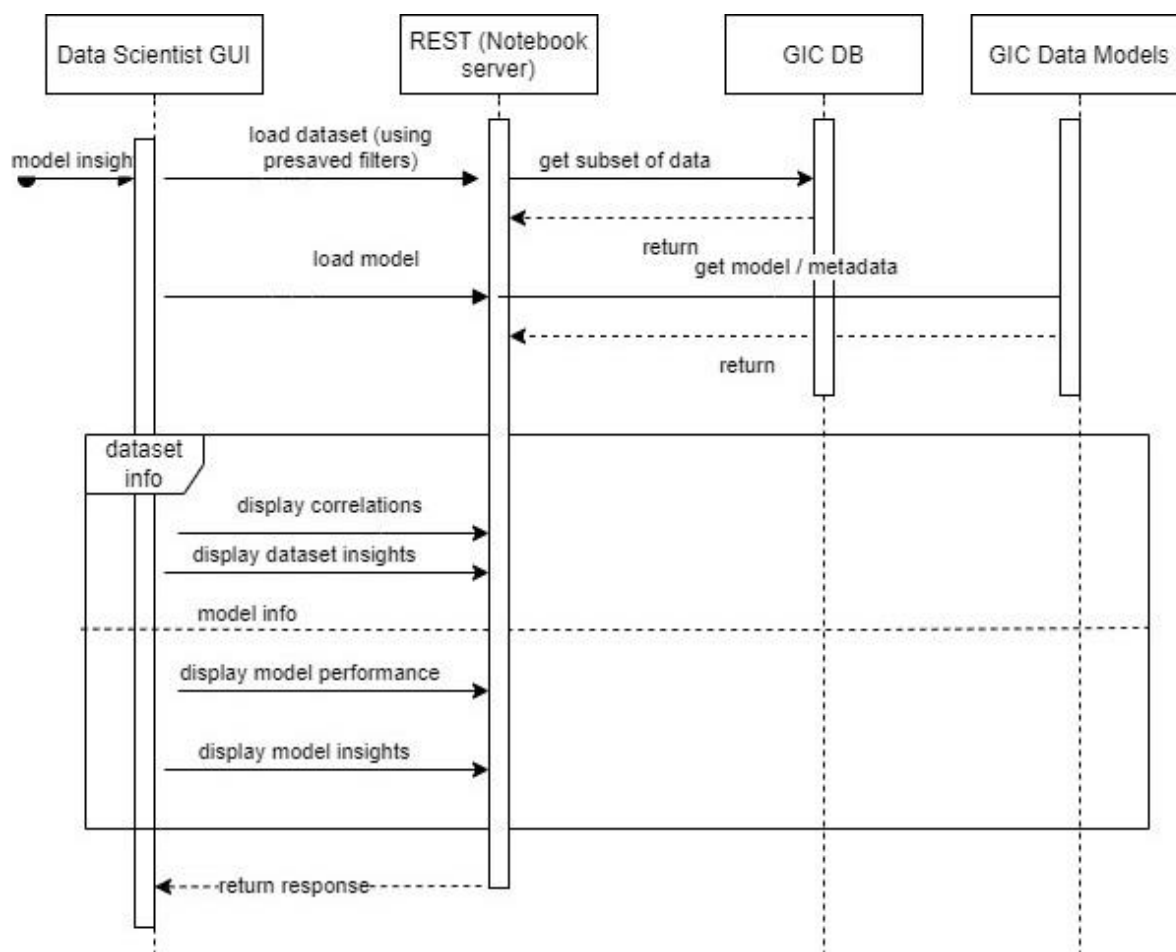 Data Scientist GUI
REST (Notebook
server)
GIC DB
GIC Data Models
model insigh
load dataset (using
presaved filters)
get subset of data
return
load model
get model / metadata
return
dataset
info
display correlations
display dataset insights
model info
display model performance
display model insights
return response